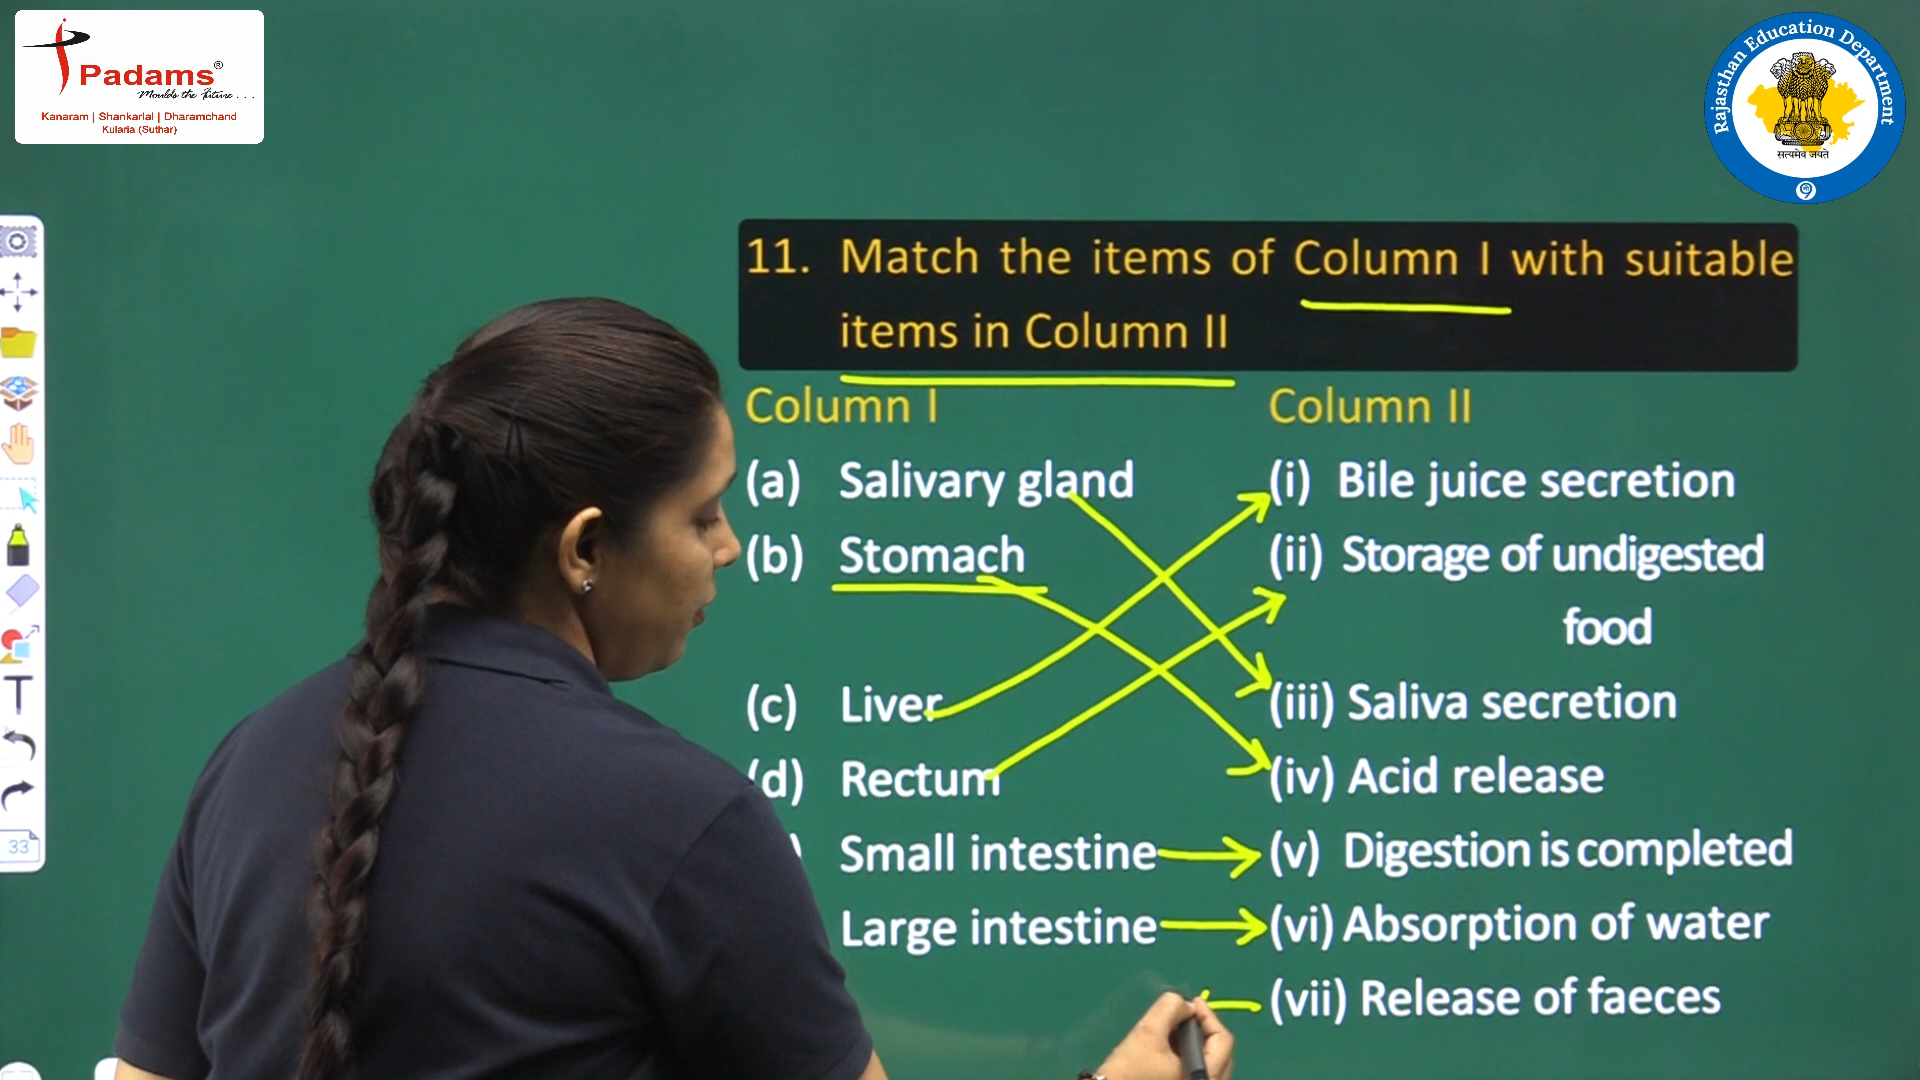 Padams®
Moulds the Future . . .
Kanaram | Shankarlal | Dharamchand
Kularia (Suthar)
Rajasthan Education Department
सत्यमेव जयते
11. Match the items of Column I with suitable
items in Column II
Column I Column II
(a) Salivary gland (i) Bile juice secretion
(b) Stomach (ii) Storage of undigested
food
(c) Liver (iii) Saliva secretion
(d) Rectum (iv) Acid release
Small intestine (v) Digestion is completed
Large intestine (vi) Absorption of water
(vii) Release of faeces
T
33